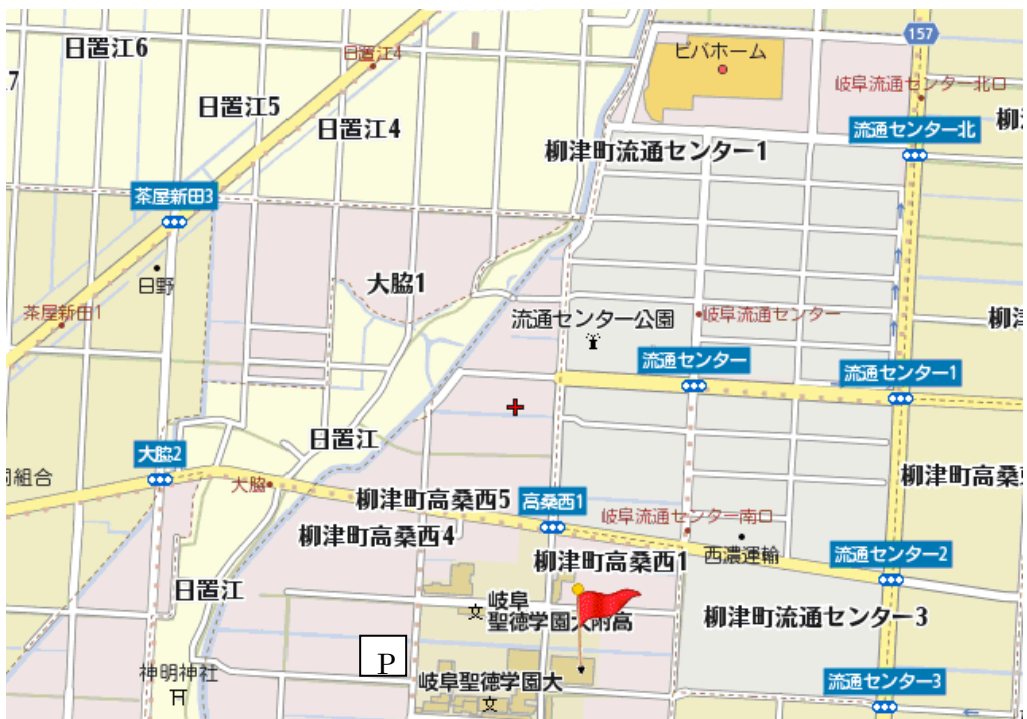 157
日置江6
日置江4
ビバホーム
岐阜流通センター北口
日置江5
日置江4
流通センター北
柳津町流通センター1
茶屋新田3
日野
大脇1
茶屋新田1
流通センター公園
岐阜流通センター
流通センター
流通センター1
日置江
大脇2
大脇
柳津町高桑西5
高桑西1
岐阜流通センター南口
柳津町高桑西4
西濃運輸
流通センター2
柳津町高桑西1
日置江
岐阜
聖徳学園大附高
柳津町流通センター3
P
神明神社
岐阜聖徳学園大
流通センター3